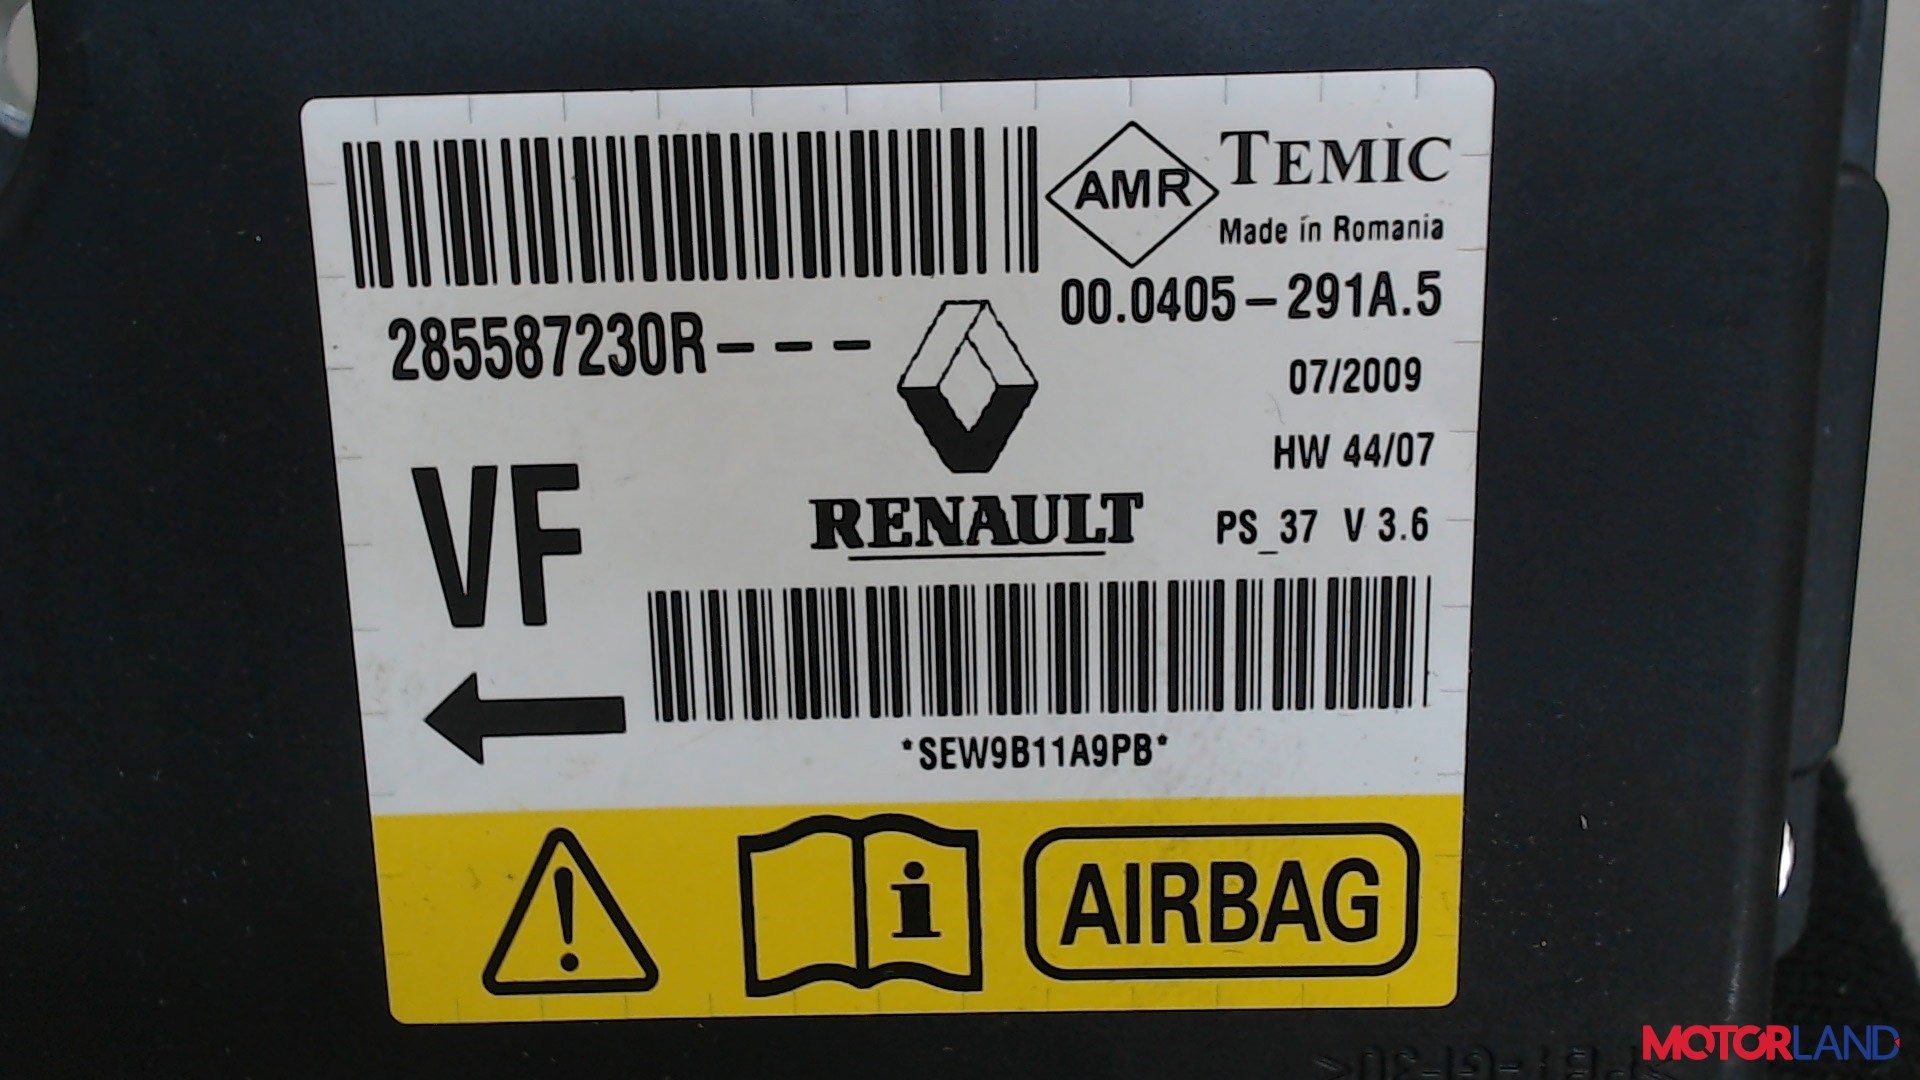 AMR
TEMIC
Made in Romania
00.0405-291A.5
285587230R---
07/2009
HW 44/07
VF
RENAULT
PS_37 V 3.6
*SEW9B11A9PB*
i
AIRBAG
MOTORLAND